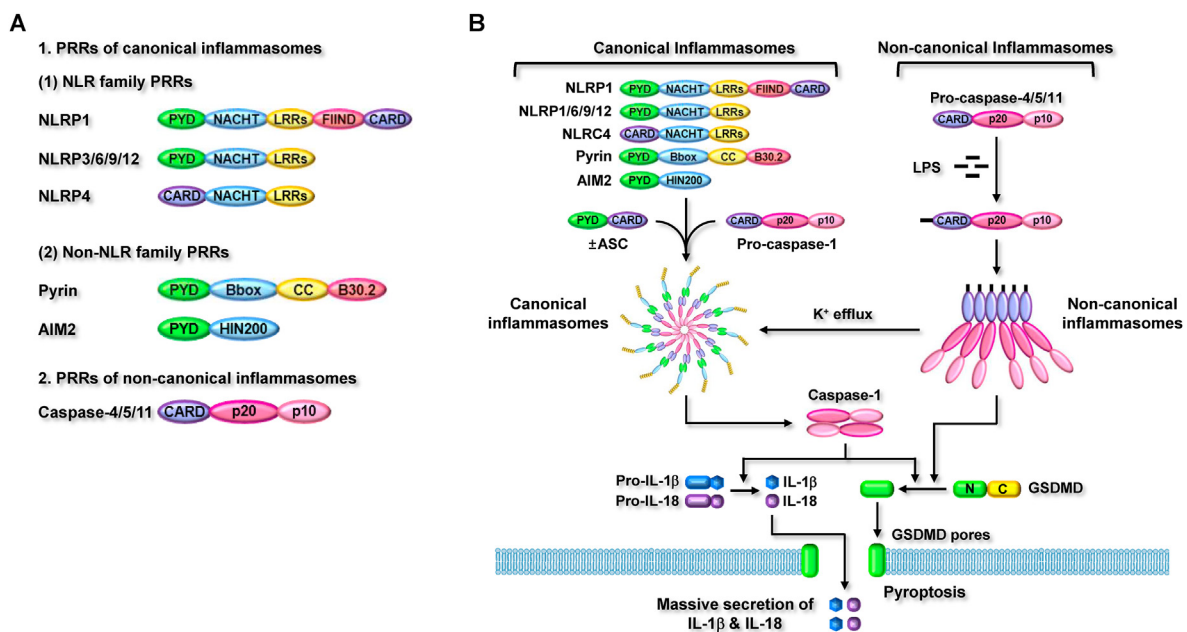 A
1. PRRs of canonical inflammasomes
(1) NLR family PRRs
NLRP1 PYD NACHT LRRs FIIND CARD
NLRP3/6/9/12 PYD NACHT LRRs
NLRP4 CARD NACHT LRRs
(2) Non-NLR family PRRs
Pyrin PYD Bbox CC B30.2
AIM2 PYD HIN200
2. PRRs of non-canonical inflammasomes
Caspase-4/5/11 CARD p20 p10
B
Canonical Inflammasomes
NLRP1 PYD NACHT LRRs FIIND CARD
NLRP1/6/9/12 PYD NACHT LRRs
NLRC4 CARD NACHT LRRs
Pyrin PYD Bbox CC B30.2
AIM2 PYD HIN200
PYD CARD
±ASC
CARD p20 p10
Pro-caspase-1
Canonical
inflammasomes
Non-canonical Inflammasomes
Pro-caspase-4/5/11
CARD p20 p10
LPS
CARD p20 p10
Non-canonical
inflammasomes
K⁺ efflux
Caspase-1
Pro-IL-1β IL-1β
Pro-IL-18 IL-18
N C GSDMD
GSDMD pores
Pyroptosis
Massive secretion of
IL-1β & IL-18